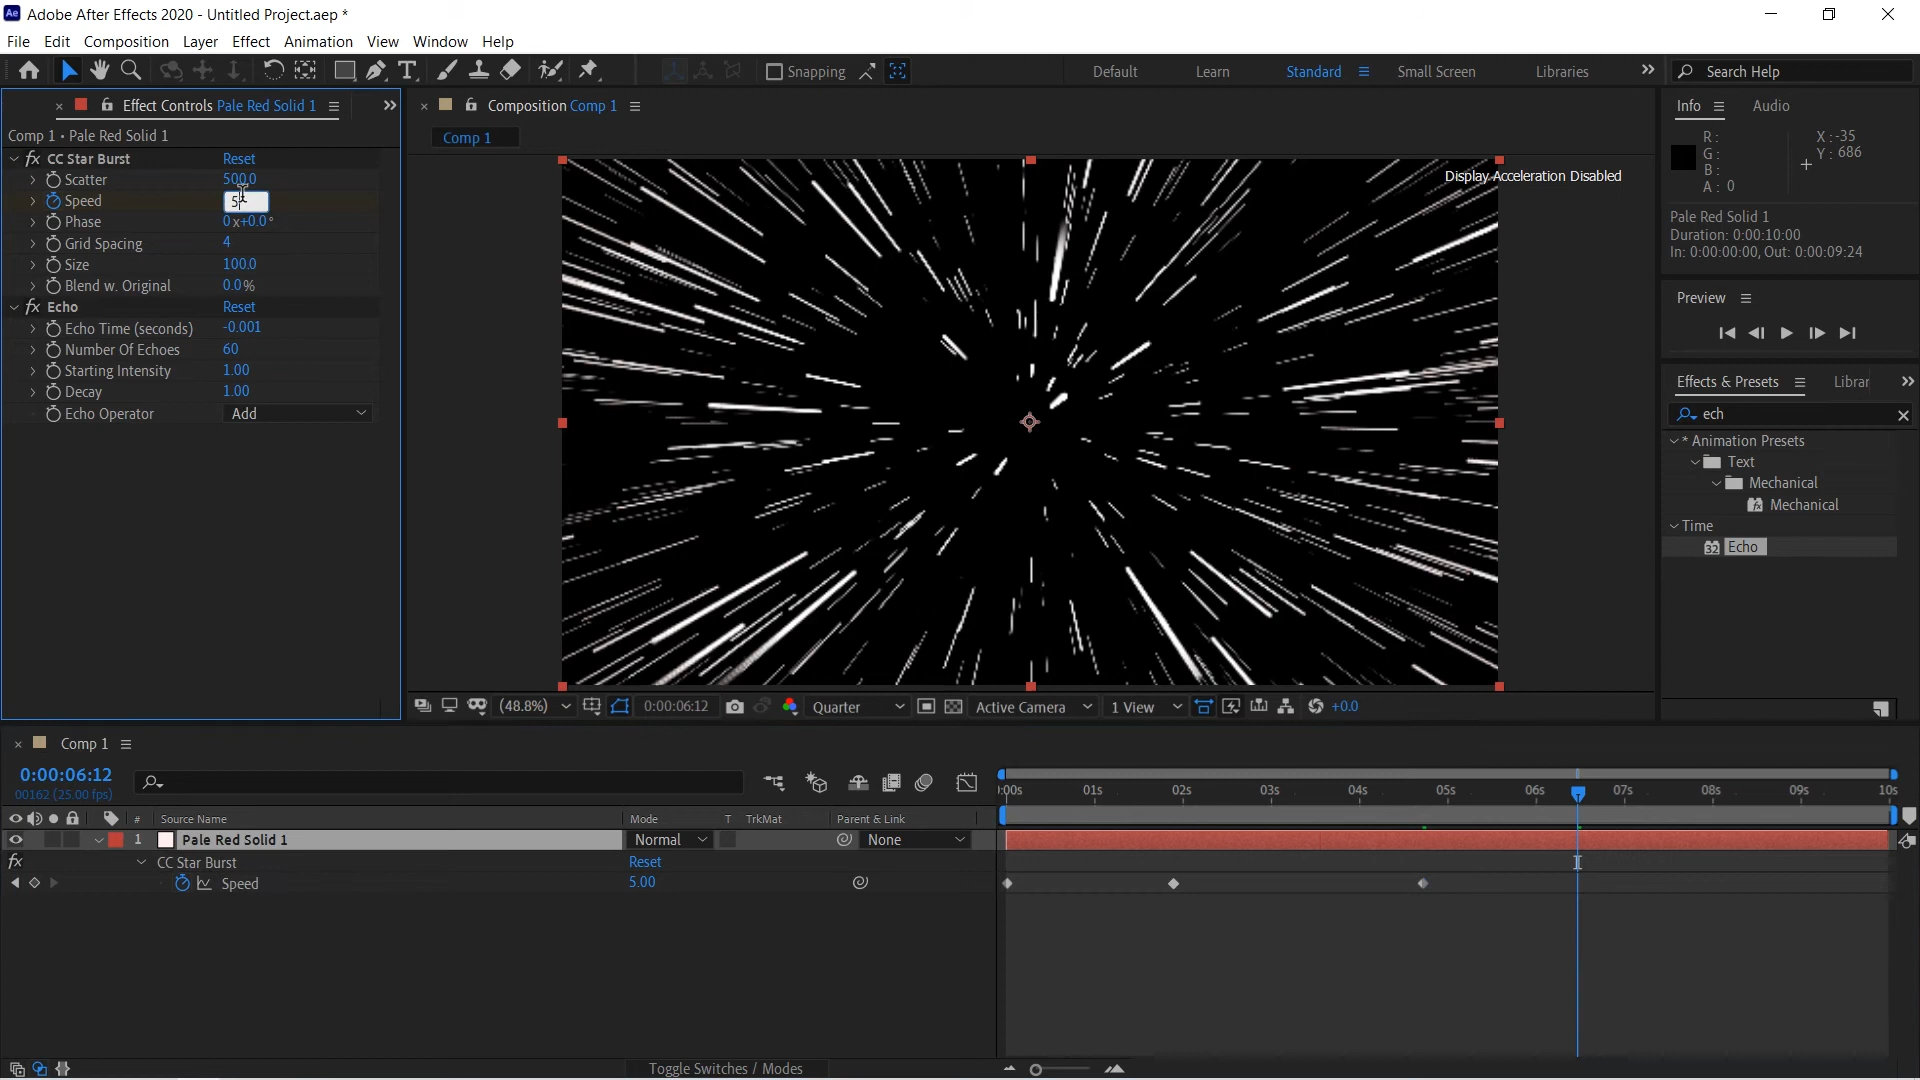 Ae Adobe After Effects 2020 - Untitled Project.aep *
File Edit Composition Layer Effect Animation View Window Help
Snapping Default Learn Standard Small Screen Libraries Search Help
Effect Controls Pale Red Solid 1
Composition Comp 1
Info Audio
Comp 1 • Pale Red Solid 1
Comp 1
R :
G :
B :
A : 0
X : -35
Y : 686
fx CC Star Burst Reset
Scatter 500.0
Speed 5
Phase 0 x+0.0 °
Grid Spacing 4
Size 100.0
Blend w. Original 0.0 %
fx Echo Reset
Echo Time (seconds) -0.001
Number Of Echoes 60
Starting Intensity 1.00
Decay 1.00
Echo Operator Add
Display Acceleration Disabled
Pale Red Solid 1
Duration: 0:00:10:00
In: 0:00:00:00, Out: 0:00:09:24
Preview
Effects & Presets Librar
ech
* Animation Presets
Text
Mechanical
Mechanical
Time
32 Echo
(48.8%) 0:00:06:12 Quarter Active Camera 1 View +0.0
Comp 1
0:00:06:12
00162 (25.00 fps)
:00s 01s 02s 03s 04s 05s 06s 07s 08s 09s 10s
# Source Name Mode T TrkMat Parent & Link
1 Pale Red Solid 1 Normal None
fx CC Star Burst Reset
Speed 5.00
Toggle Switches / Modes